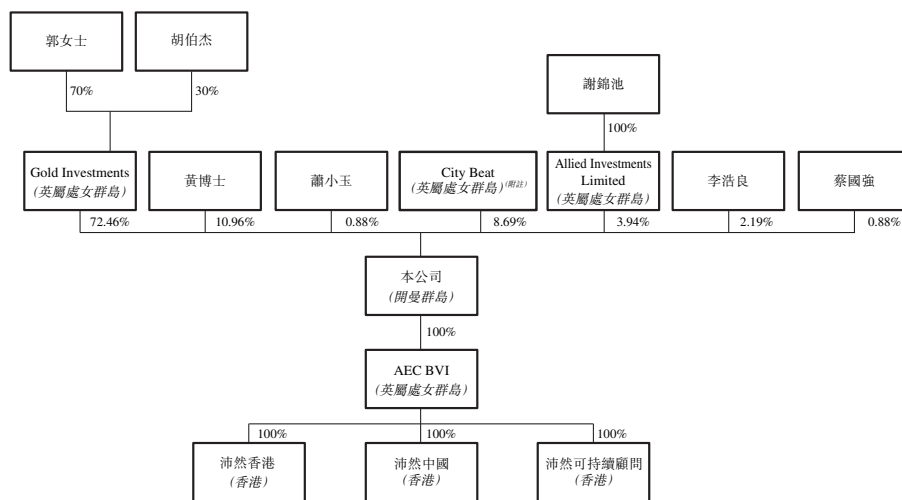 郭女士
胡伯杰
謝錦池
70%
30%
100%
Gold Investments
(英屬處女群島)
黃博士
蕭小玉
City Beat
(英屬處女群島)(附註)
Allied Investments
Limited
(英屬處女群島)
李浩良
蔡國強
72.46%
10.96%
0.88%
8.69%
3.94%
2.19%
0.88%
本公司
(開曼群島)
100%
AEC BVI
(英屬處女群島)
100%
100%
100%
沛然香港
(香港)
沛然中國
(香港)
沛然可持續顧問
(香港)